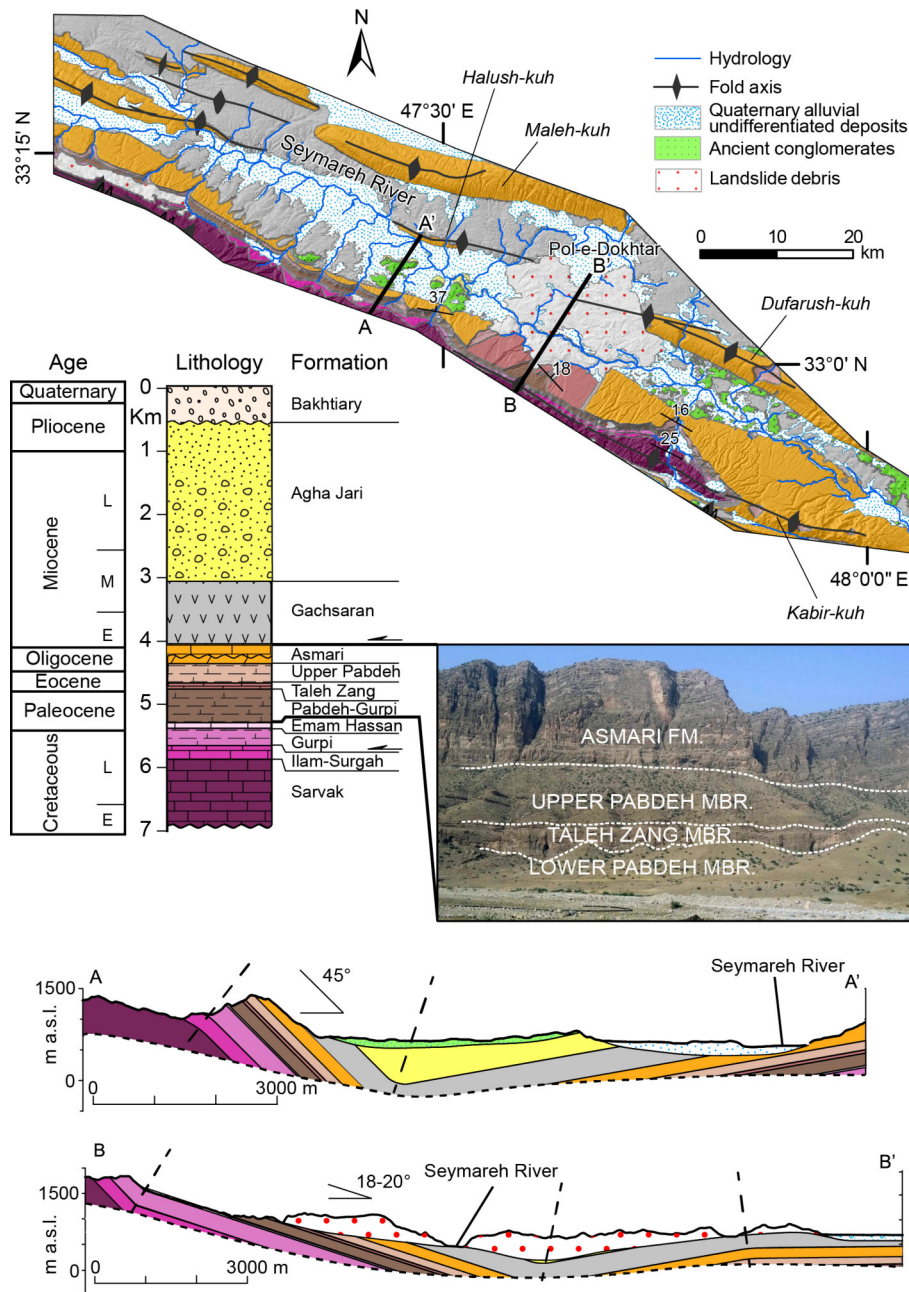 N
Hydrology
Fold axis
Quaternary alluvial
undifferentiated deposits
Ancient conglomerates
Landslide debris
0 10 20
km
Halush-kuh
47°30' E
Maleh-kuh
33°15' N
Seymareh River
A'
Pol-e-Dokhtar
B'
37
A
Dufarush-kuh
33°0' N
18
B
16
25
48°0'0" E
Kabir-kuh
Age
Lithology
Formation
Quaternary
Pliocene
Miocene
L
M
E
Oligocene
Eocene
Paleocene
Cretaceous
L
E
0
Km
1
2
3
4
5
6
7
Bakhtiary
Agha Jari
Gachsaran
Asmari
Upper Pabdeh
Taleh Zang
Pabdeh-Gurpi
Emam Hassan
Gurpi
Ilam-Surgah
Sarvak
ASMARI FM.
UPPER PABDEH MBR.
TALEH ZANG MBR.
LOWER PABDEH MBR.
A
45°
Seymareh River
A'
1500
m a.s.l.
0
0 3000 m
B
18-20°
Seymareh River
B'
1500
m a.s.l.
0
0 3000 m